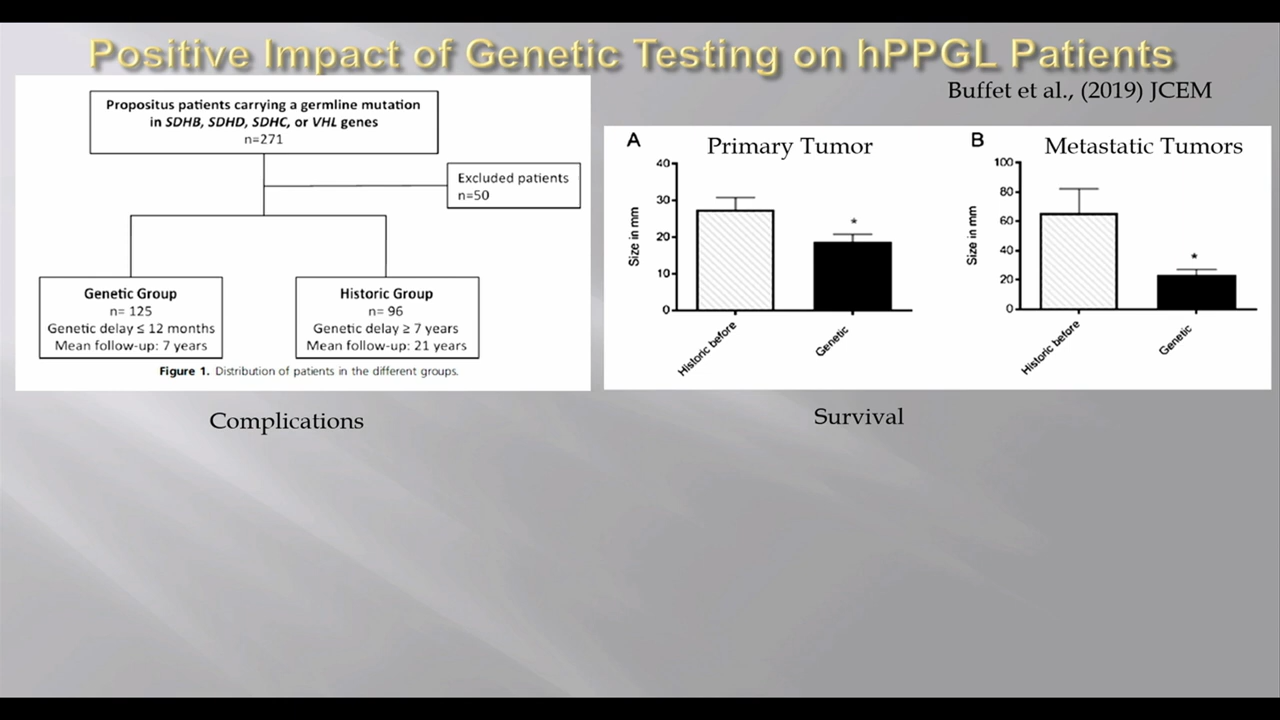 Positive Impact of Genetic Testing on hPPGL Patients
Buffet et al., (2019) JCEM
Propositus patients carrying a germline mutation
in SDHB, SDHD, SDHC, or VHL genes
n=271
Excluded patients
n=50
Genetic Group
n= 125
Genetic delay ≤ 12 months
Mean follow-up: 7 years
Historic Group
n= 96
Genetic delay ≥ 7 years
Mean follow-up: 21 years
Figure 1. Distribution of patients in the different groups.
A
Primary Tumor
Size in mm
40
30
20
10
0
*
Historic before
Genetic
B
Metastatic Tumors
Size in mm
100
80
60
40
20
0
*
Historic before
Genetic
Complications
Survival